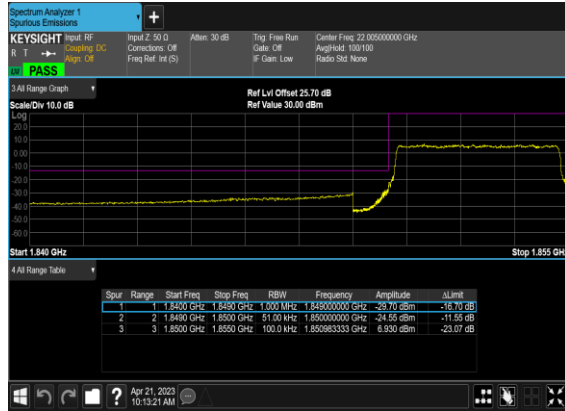 Spectrum Analyzer 1
Spurious Emissions
KEYSIGHT Input: RF Input Z: 50 Ω Atten: 30 dB Trig: Free Run Center Freq: 22.005000000 GHz
R T Coupling: DC Corrections: Off Gate: Off Avg|Hold: 100/100
Align: Off Freq Ref: Int (S) IF Gain: Low Radio Std: None
PASS
3 All Range Graph
Ref Lvl Offset 25.70 dB
Scale/Div 10.0 dB Ref Value 30.00 dBm
Log
20.0
10.0
0.00
-10.0
-20.0
-30.0
-40.0
-50.0
-60.0
Start 1.840 GHz Stop 1.855 GHz
4 All Range Table
Spur Range Start Freq Stop Freq RBW Frequency Amplitude ΔLimit
1 1 1.8400 GHz 1.8490 GHz 1.000 MHz 1.849000000 GHz -29.70 dBm -16.70 dB
2 2 1.8490 GHz 1.8500 GHz 51.00 kHz 1.850000000 GHz -24.55 dBm -11.55 dB
3 3 1.8500 GHz 1.8550 GHz 100.0 kHz 1.850983333 GHz 6.930 dBm -23.07 dB
Apr 21, 2023
10:13:21 AM